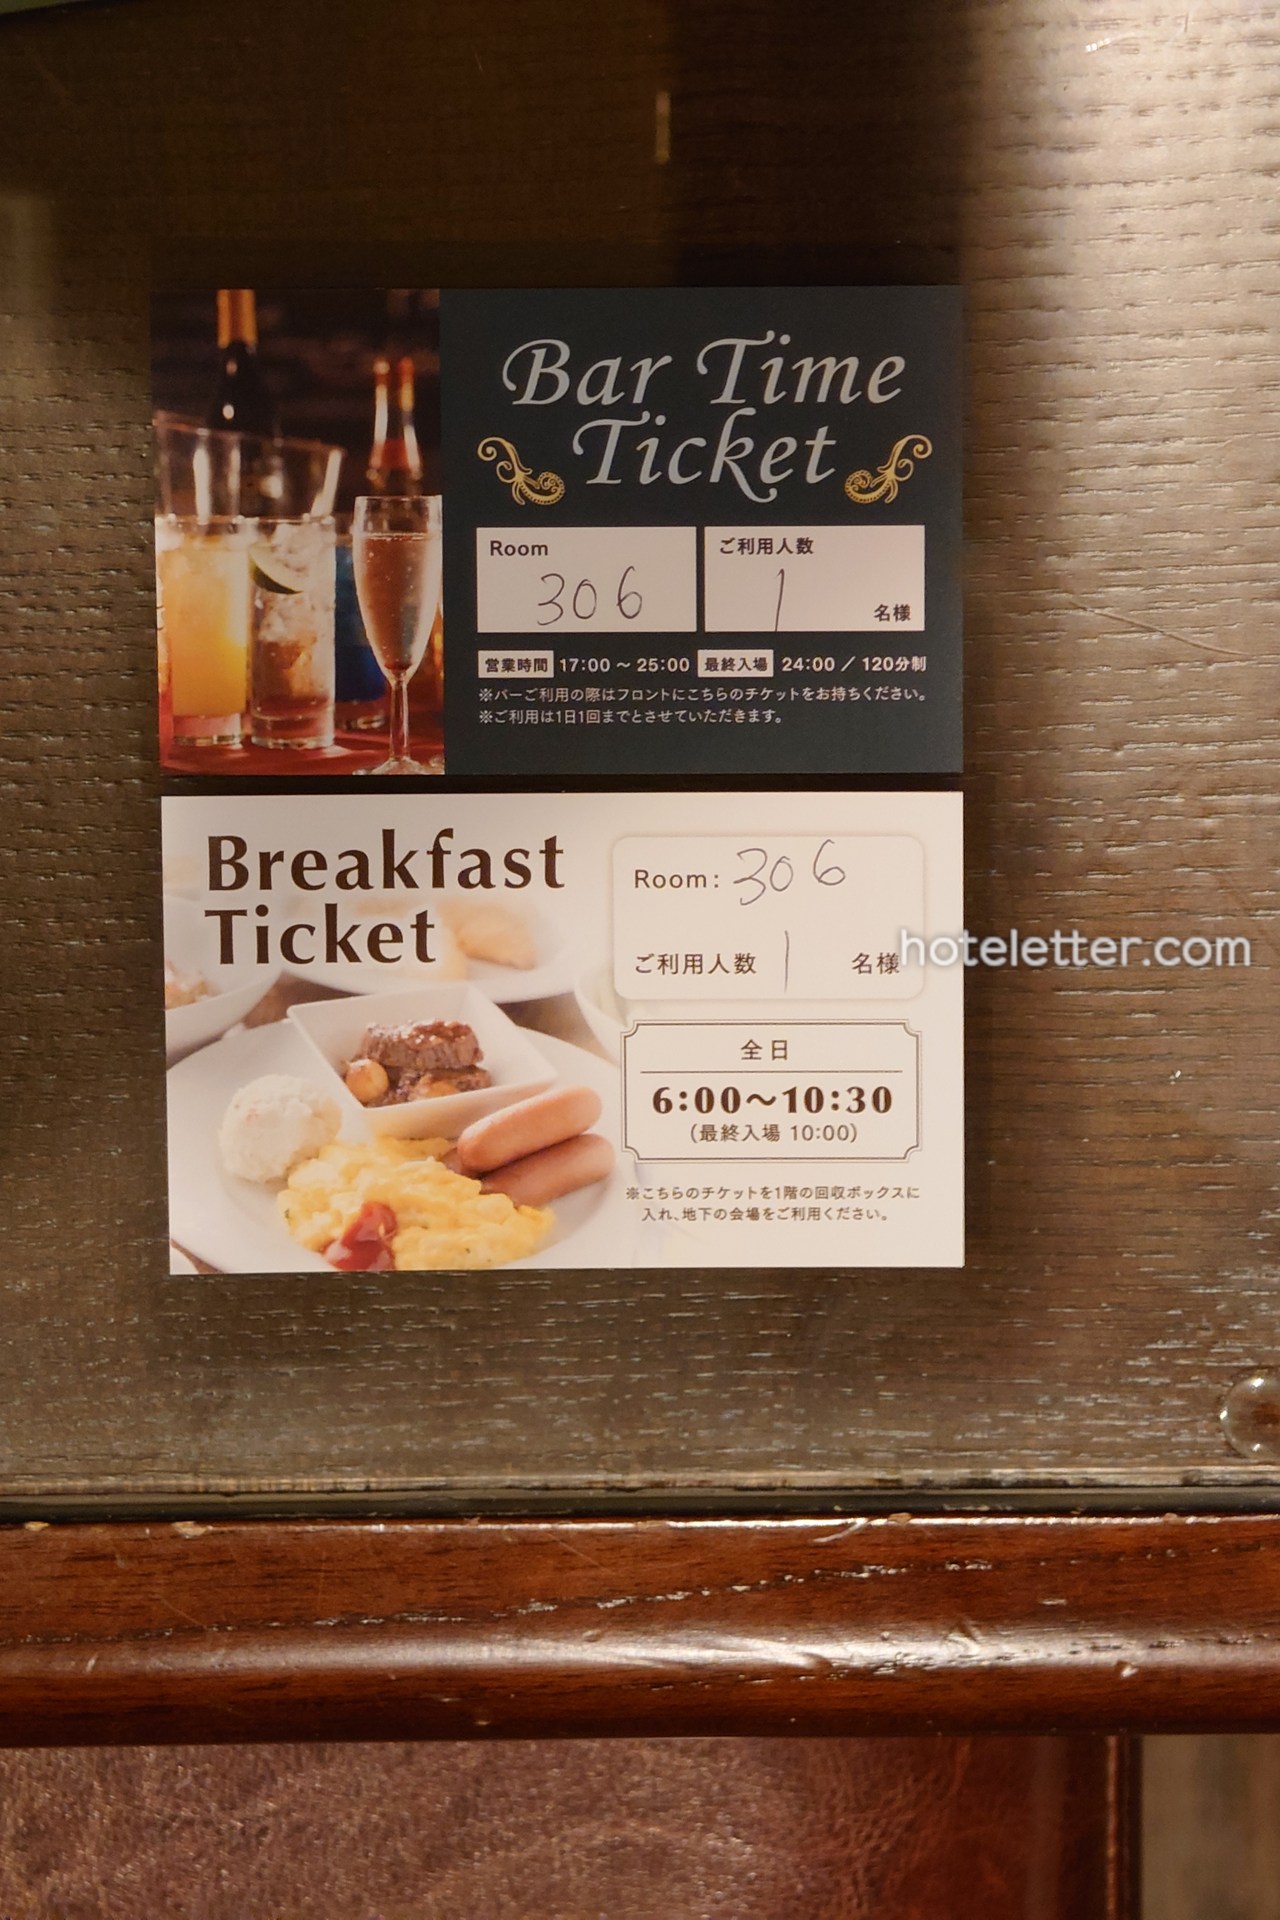 Bar Time
Ticket
Room
306
ご利用人数
1
名様
営業時間 17:00 ～ 25:00 最終入場 24:00 ／ 120分制
※バーご利用の際はフロントにこちらのチケットをお持ちください。
※ご利用は1日1回までとさせていただきます。
Breakfast
Ticket
Room: 306
ご利用人数 1 名様
hoteletter.com
全日
6:00～10:30
(最終入場 10:00)
※こちらのチケットを1階の回収ボックスに
入れ、地下の会場をご利用ください。